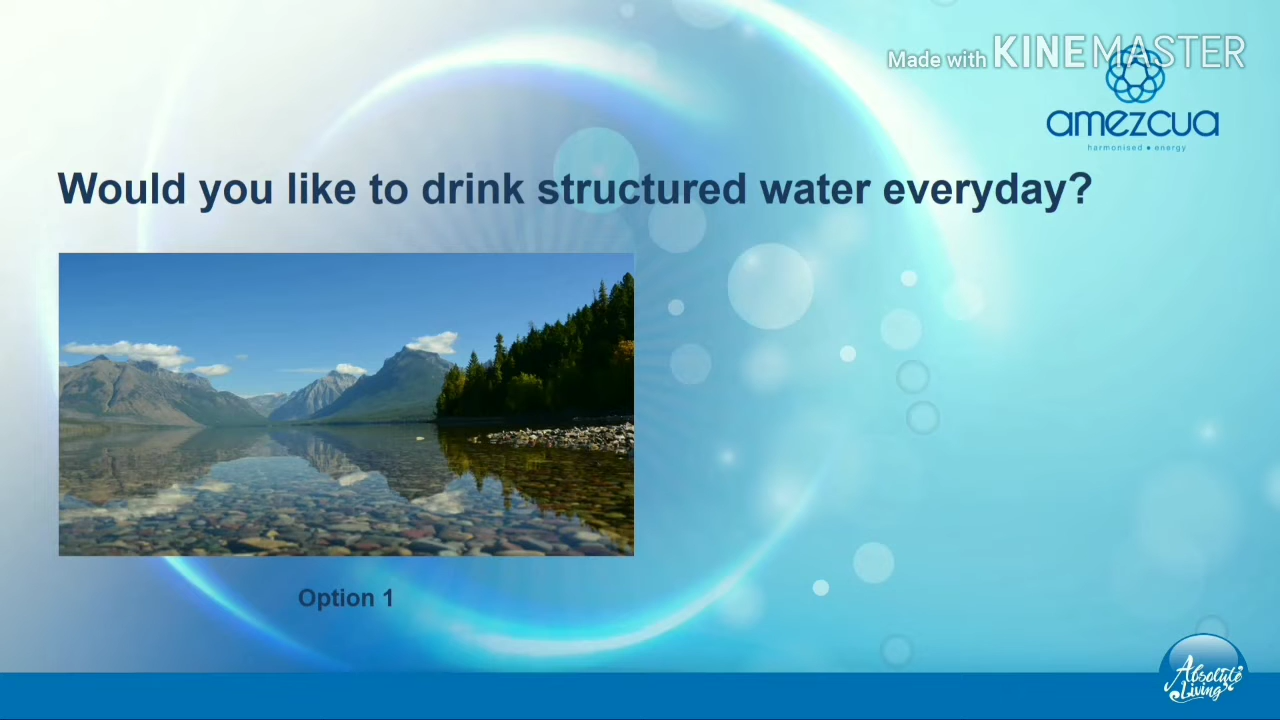 Made with KINEMASTER
amezcua
harmonised • energy
Would you like to drink structured water everyday?
Option 1
Absolute
Living